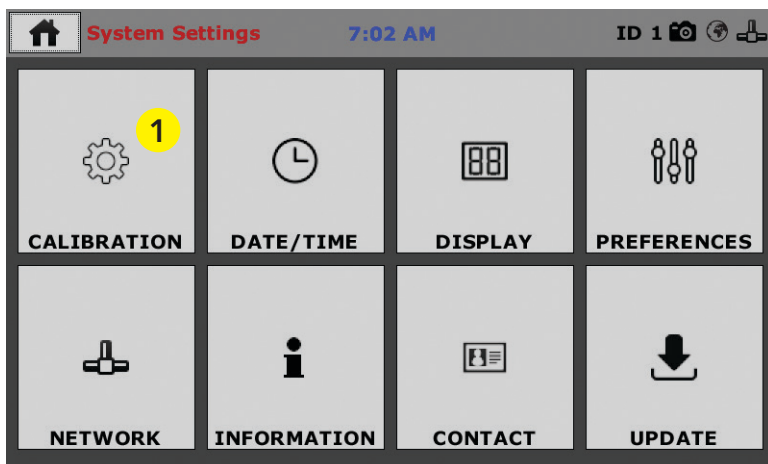 System Settings 7:02 AM ID 1
1
CALIBRATION DATE/TIME DISPLAY PREFERENCES
NETWORK INFORMATION CONTACT UPDATE